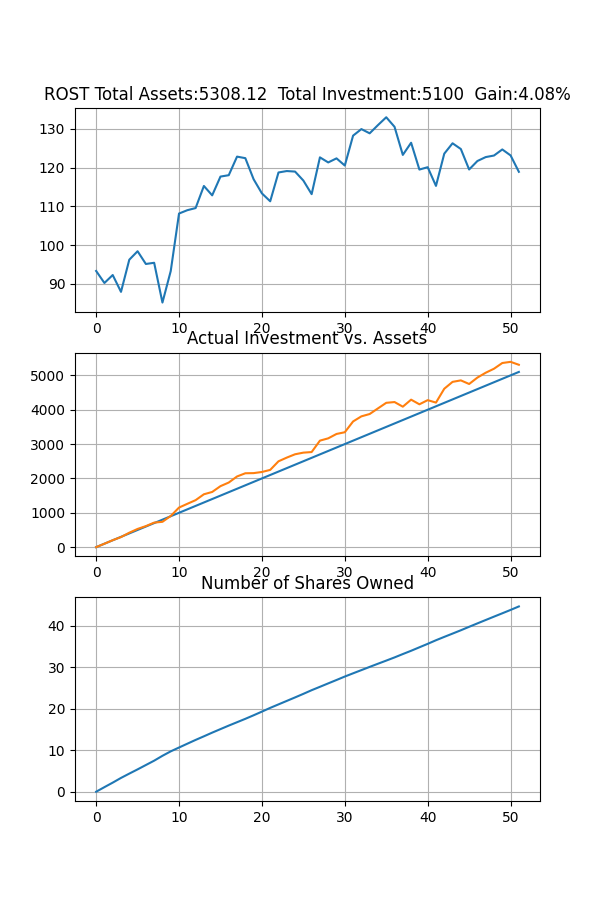 ROST Total Assets:5308.12  Total Investment:5100  Gain:4.08%
130
120
110
100
90
0 10 20 30 40 50
Actual Investment vs. Assets
5000
4000
3000
2000
1000
0
0 10 20 30 40 50
Number of Shares Owned
40
30
20
10
0
0 10 20 30 40 50